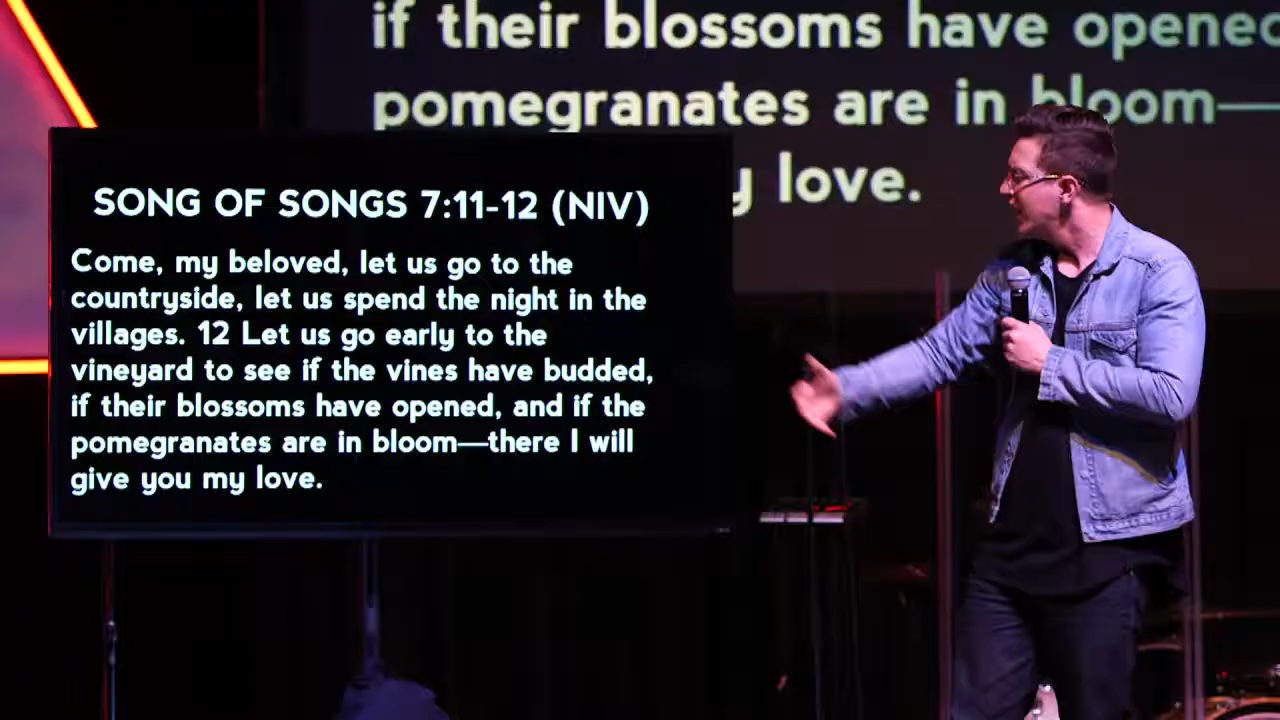 if their blossoms have opened
pomegranates are in bloom—
y love.
SONG OF SONGS 7:11-12 (NIV)
Come, my beloved, let us go to the
countryside, let us spend the night in the
villages. 12 Let us go early to the
vineyard to see if the vines have budded,
if their blossoms have opened, and if the
pomegranates are in bloom—there I will
give you my love.